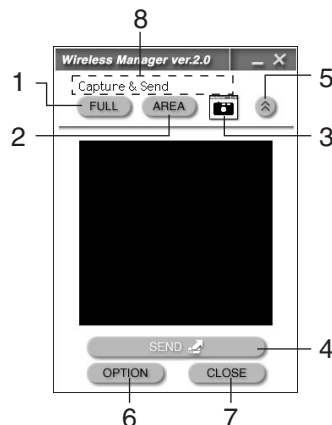 8
Wireless Manager ver.2.0
1 Capture & Send 5
FULL AREA
2 3
SEND 4
OPTION CLOSE
6 7